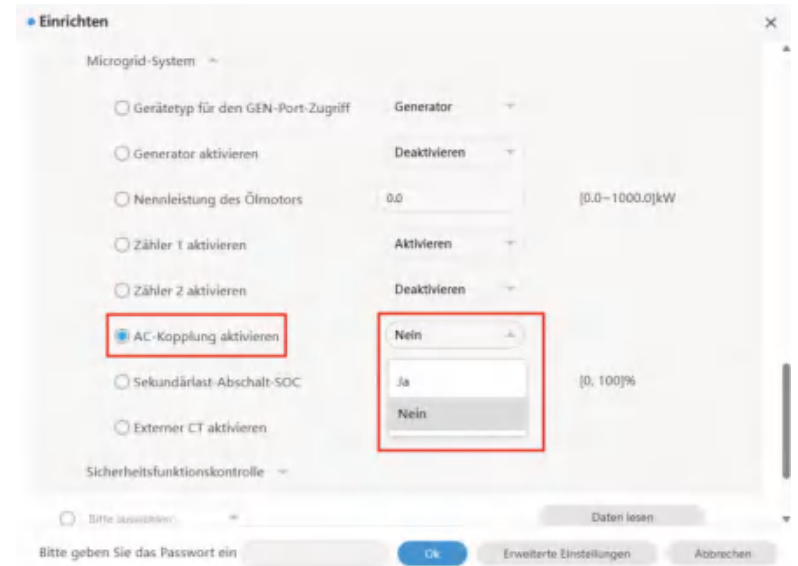 Einrichten
Microgrid-System
Gerätetyp für den GEN-Port-Zugriff Generator
Generator aktivieren Deaktivieren
Nennleistung des Ölmotors 0.0 [0.0~1000.0]kW
Zähler 1 aktivieren Aktivieren
Zähler 2 aktivieren Deaktivieren
AC-Kopplung aktivieren Nein
Sekundärlast-Abschalt-SOC Ja [0, 100]%
Externer CT aktivieren Nein
Sicherheitsfunktionskontrolle
Bitte auswählen Daten lesen
Bitte geben Sie das Passwort ein Ok Erweiterte Einstellungen Abbrechen